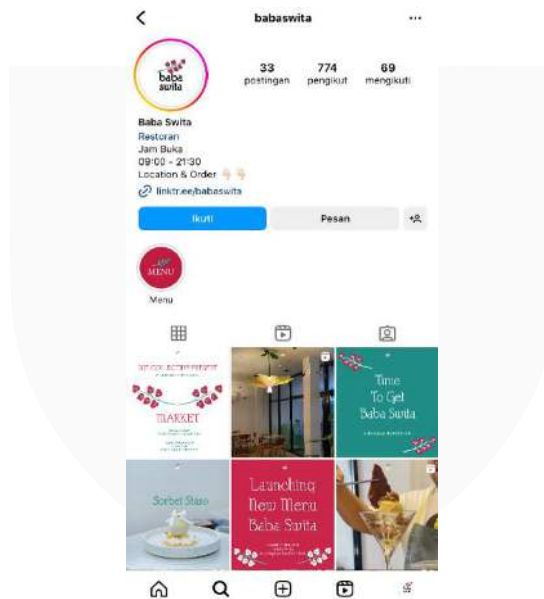 babaswita
baba
swita
33
774
69
postingan
pengikut
mengikuti
Baba Swita
Restoran
Jam Buka
09:00 - 21:30
Location & Order 👇🏻 👇🏻
linktr.ee/babaswita
Ikuti
Pesan
MENU
Menu
MARKET
Time
To Get
Baba Swita
Sorbet Staso
Launching
New Menu
Baba Swita